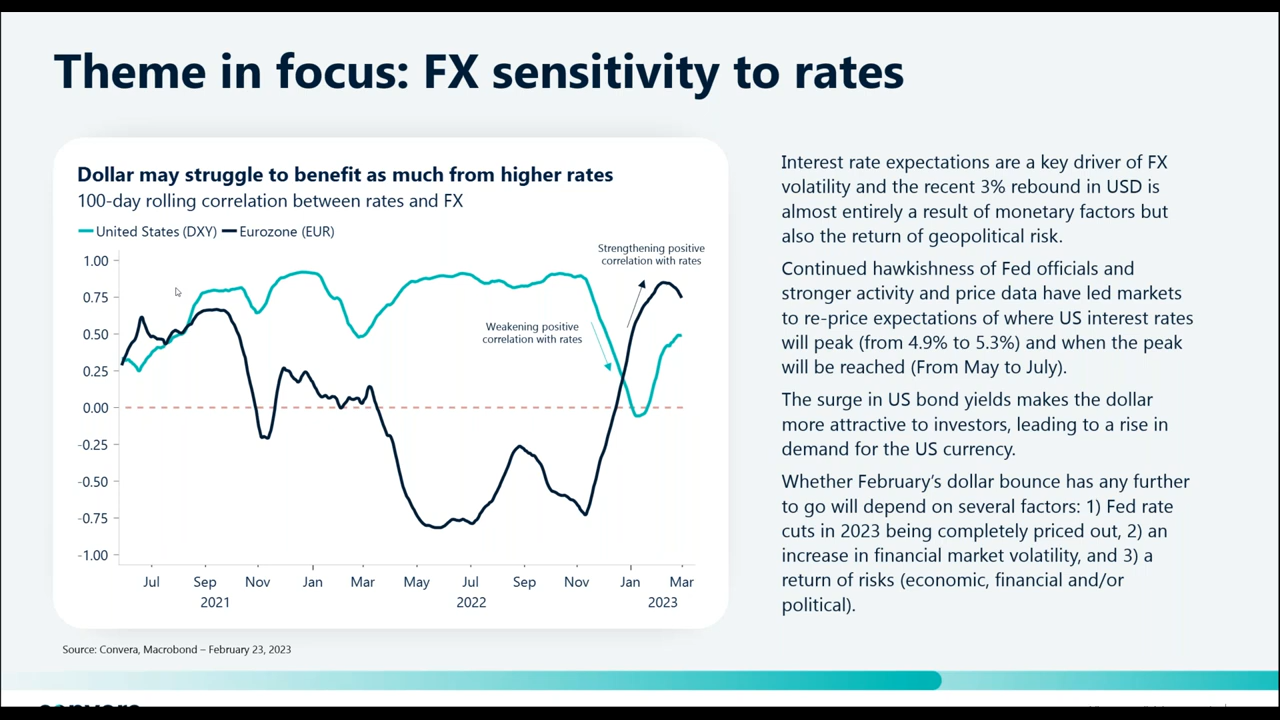 Theme in focus: FX sensitivity to rates
Dollar may struggle to benefit as much from higher rates
100-day rolling correlation between rates and FX
United States (DXY) Eurozone (EUR)
Strengthening positive
correlation with rates
Weakening positive
correlation with rates
1.00
0.75
0.50
0.25
0.00
-0.25
-0.50
-0.75
-1.00
Jul Sep Nov Jan Mar May Jul Sep Nov Jan Mar
2021 2022 2023
Interest rate expectations are a key driver of FX
volatility and the recent 3% rebound in USD is
almost entirely a result of monetary factors but
also the return of geopolitical risk.
Continued hawkishness of Fed officials and
stronger activity and price data have led markets
to re-price expectations of where US interest rates
will peak (from 4.9% to 5.3%) and when the peak
will be reached (From May to July).
The surge in US bond yields makes the dollar
more attractive to investors, leading to a rise in
demand for the US currency.
Whether February’s dollar bounce has any further
to go will depend on several factors: 1) Fed rate
cuts in 2023 being completely priced out, 2) an
increase in financial market volatility, and 3) a
return of risks (economic, financial and/or
political).
Source: Convera, Macrobond – February 23, 2023